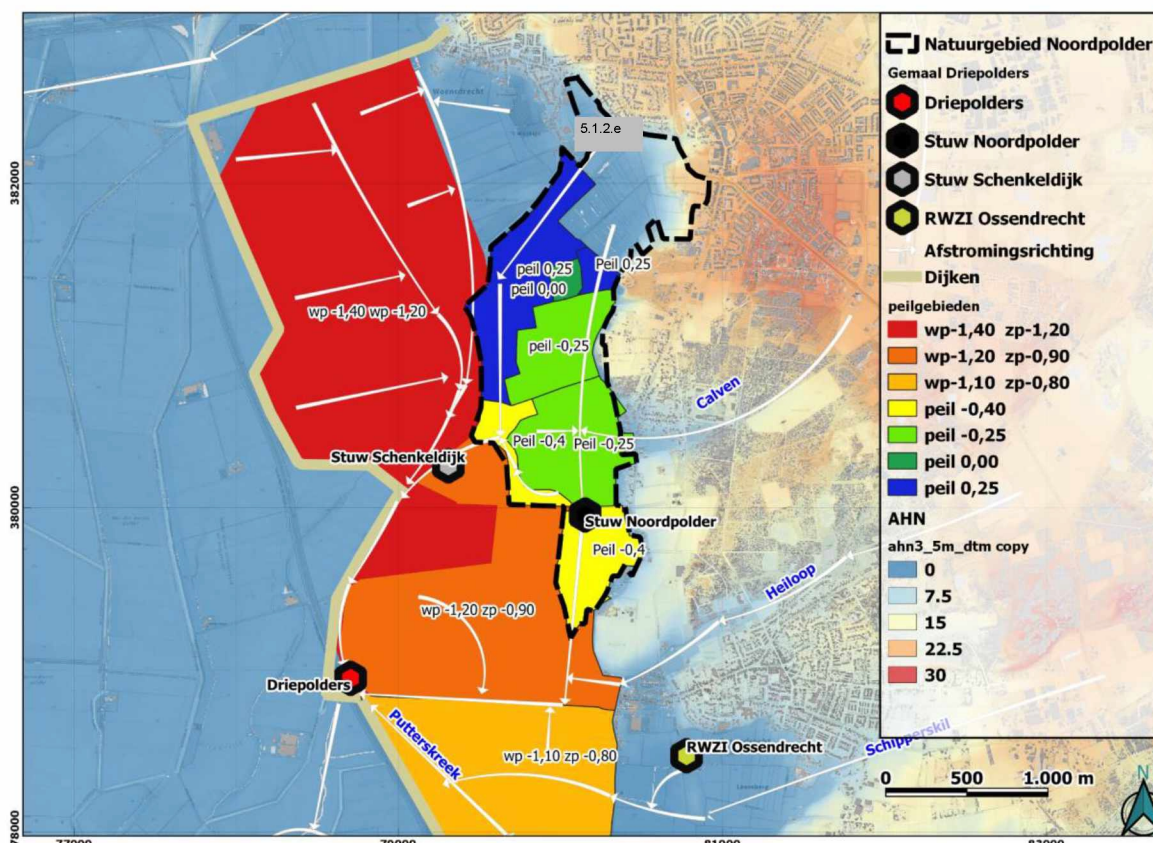 Woensdrecht
5.1.2.e
382000
peil 0,25
Peil 0,25
peil 0,00
wp -1,40 wp -1,20
peil -0,25
Calven
Peil -0,4
Peil -0,25
Stuw Schenkeldijk
380000
Stuw Noordpolder
Peil -0,4
Heiloop
wp -1,20 zp -0,90
Driepolders
Putterskreek
wp -1,10 zp -0,80
RWZI Ossendrecht
Schipperskil
78000
77000
79000
81000
83000
Natuurgebied Noordpolder
Gemaal Driepolders
Driepolders
Stuw Noordpolder
Stuw Schenkeldijk
RWZI Ossendrecht
Afstromingsrichting
Dijken
peilgebieden
wp-1,40 zp-1,20
wp-1,20 zp-0,90
wp-1,10 zp-0,80
peil -0,40
peil -0,25
peil 0,00
peil 0,25
AHN
ahn3_5m_dtm copy
0
7.5
15
22.5
30
0 500 1.000 m
N